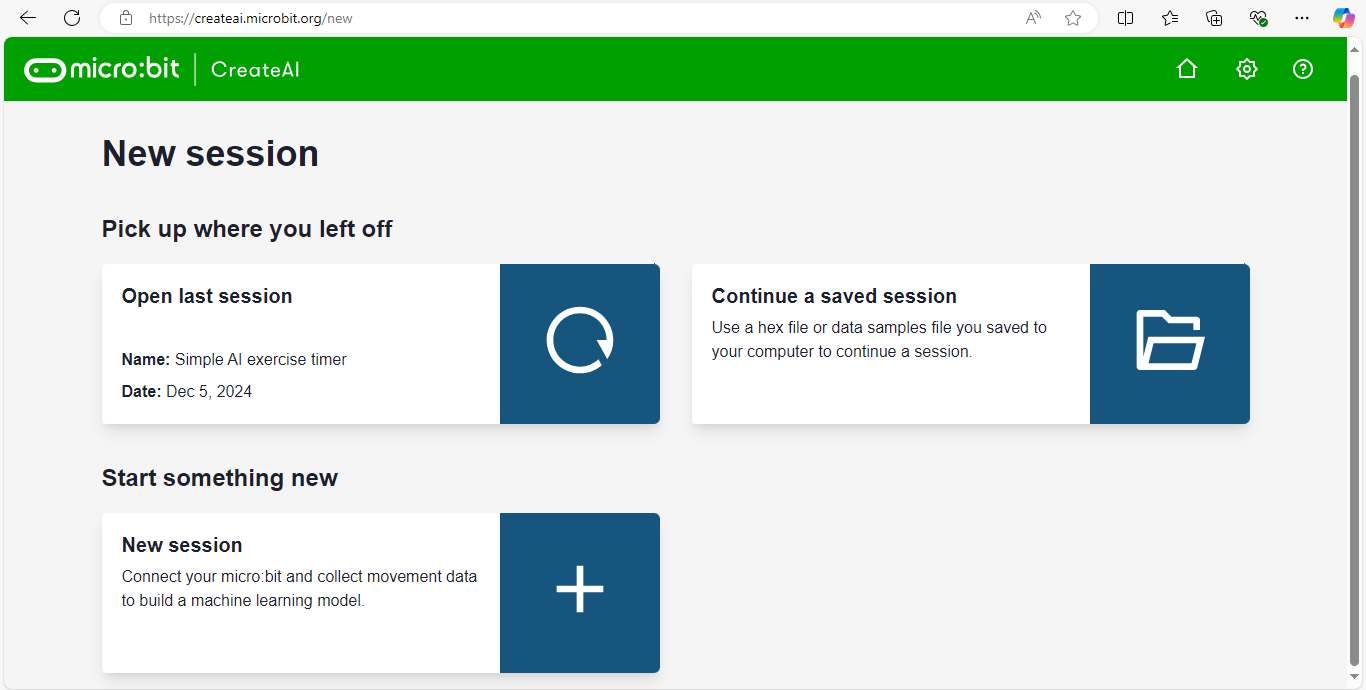 https://createai.microbit.org/new
micro:bit CreateAI
New session
Pick up where you left off
Open last session
Name: Simple AI exercise timer
Date: Dec 5, 2024
Continue a saved session
Use a hex file or data samples file you saved to
your computer to continue a session.
Start something new
New session
Connect your micro:bit and collect movement data
to build a machine learning model.